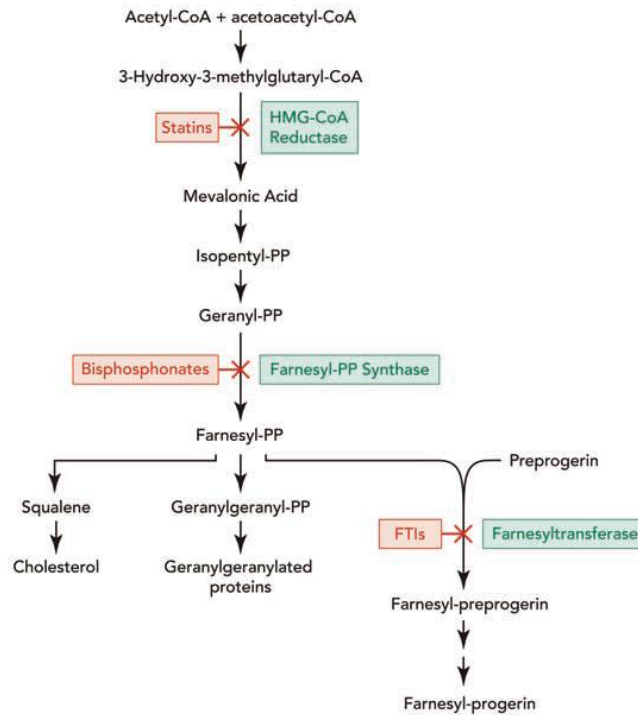 Acetyl-CoA + acetoacetyl-CoA
3-Hydroxy-3-methylglutaryl-CoA
Statins
HMG-CoA
Reductase
Mevalonic Acid
Isopentyl-PP
Geranyl-PP
Bisphosphonates
Farnesyl-PP Synthase
Farnesyl-PP
Preprogerin
Squalene
Geranylgeranyl-PP
FTIs
Farnesyltransferase
Cholesterol
Geranylgeranylated
proteins
Farnesyl-preprogerin
Farnesyl-progerin